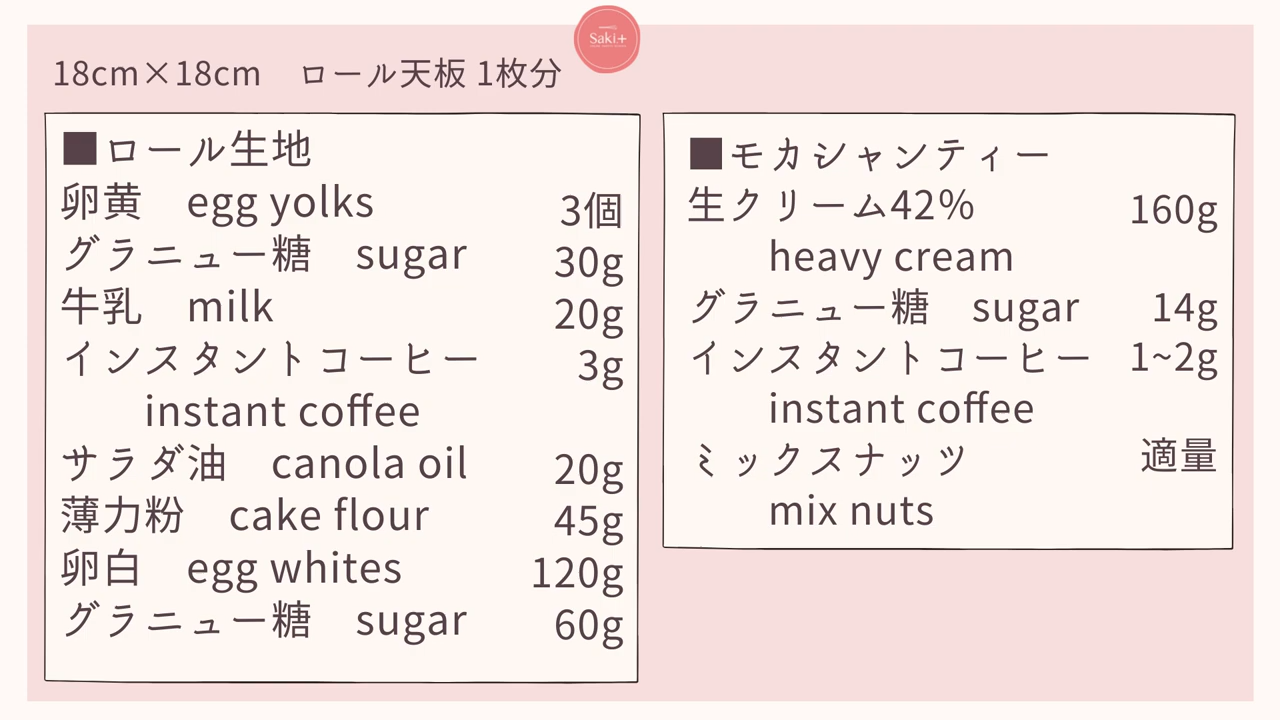 Saki+
18cm×18cm　ロール天板 1枚分
■ロール生地
卵黄　egg yolks　3個
グラニュー糖　sugar　30g
牛乳　milk　20g
インスタントコーヒー　3g
instant coffee
サラダ油　canola oil　20g
薄力粉　cake flour　45g
卵白　egg whites　120g
グラニュー糖　sugar　60g
■モカシャンティー
生クリーム42%　160g
heavy cream
グラニュー糖　sugar　14g
インスタントコーヒー　1~2g
instant coffee
ミックスナッツ　適量
mix nuts